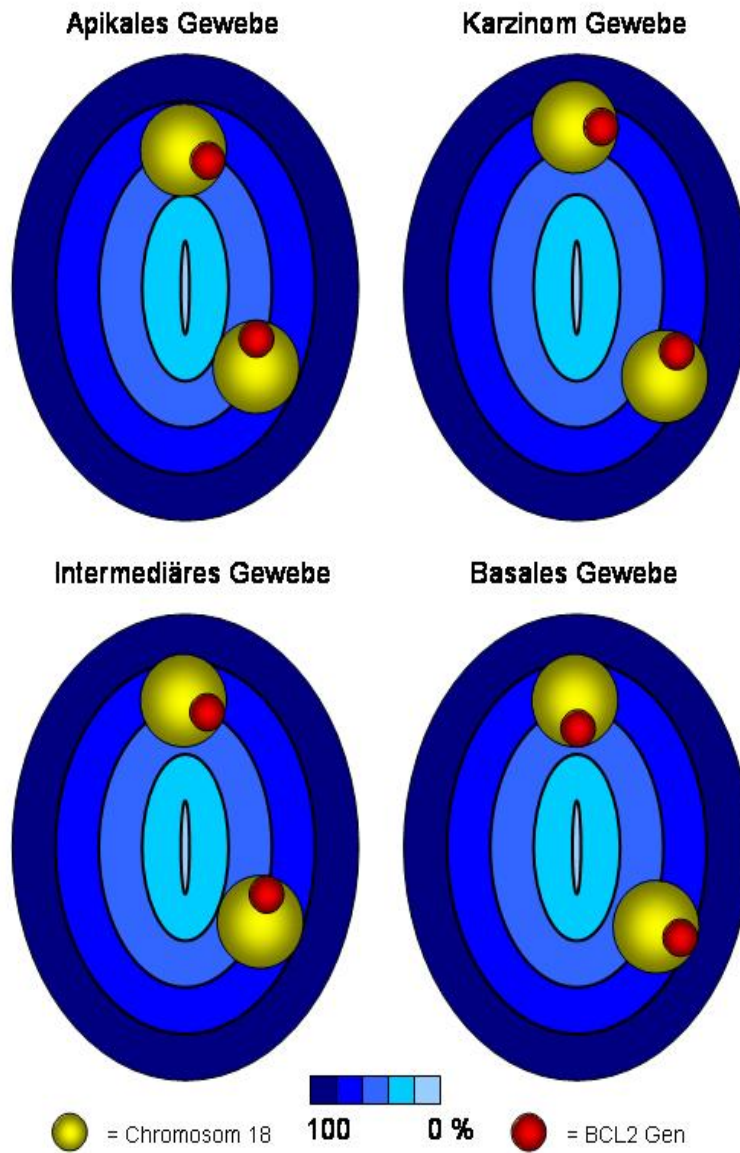 Apikales Gewebe
Karzinom Gewebe
Intermediäres Gewebe
Basales Gewebe
100 0 %
= Chromosom 18
= BCL2 Gen